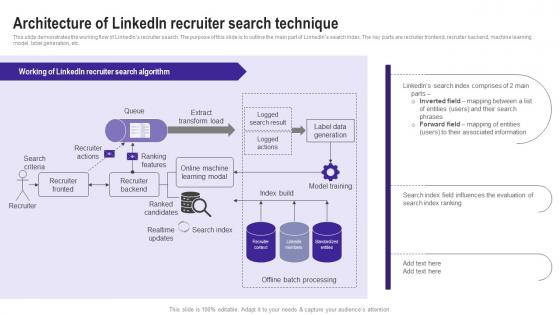 Architecture of LinkedIn recruiter search technique
This slide demonstrates the working flow of LinkedIn's recruiter search. The purpose of this slide is to outline the main part of LinkedIn's search index. The key parts are recruiter frontend, recruiter backend, machine learning
model, label generation, etc.
Working of LinkedIn recruiter search algorithm
Queue
Extract
transform load
Logged
search result
Logged
actions
Label data
generation
Recruiter
actions
Ranking
features
Search
criteria
Recruiter
Recruiter
fronted
Recruiter
backend
Online machine
learning modal
Model training
Index build
Ranked
candidates
Realtime
updates
Search index
Recruiter
context
LinkedIn
members
Standardized
entities
Offline batch processing
LinkedIn's search index comprises of 2 main
parts –
o Inverted field – mapping between a list
of entities (users) and their search
phrases
o Forward field – mapping of entities
(users) to their associated information
Search index field influences the evaluation of
search index ranking
Add text here
Add text here
This slide is 100% editable. Adapt it to your needs & capture your audience's attention.